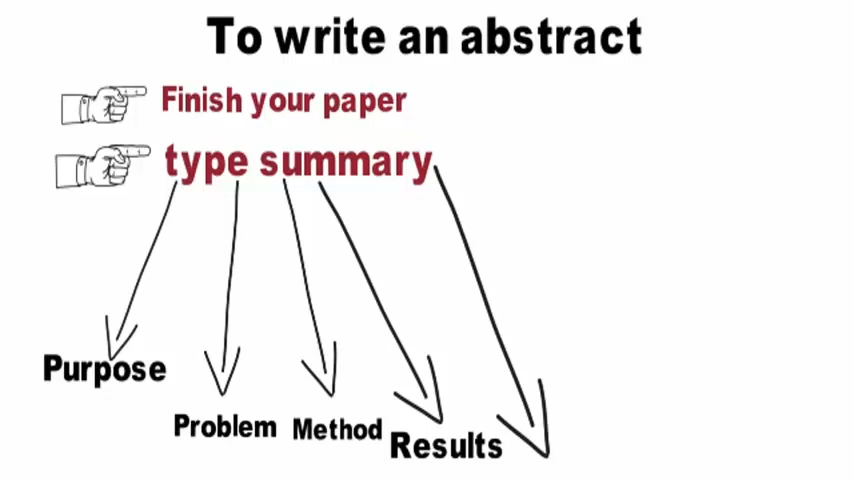 To write an abstract
Finish your paper
type summary
Purpose
Problem
Method
Results